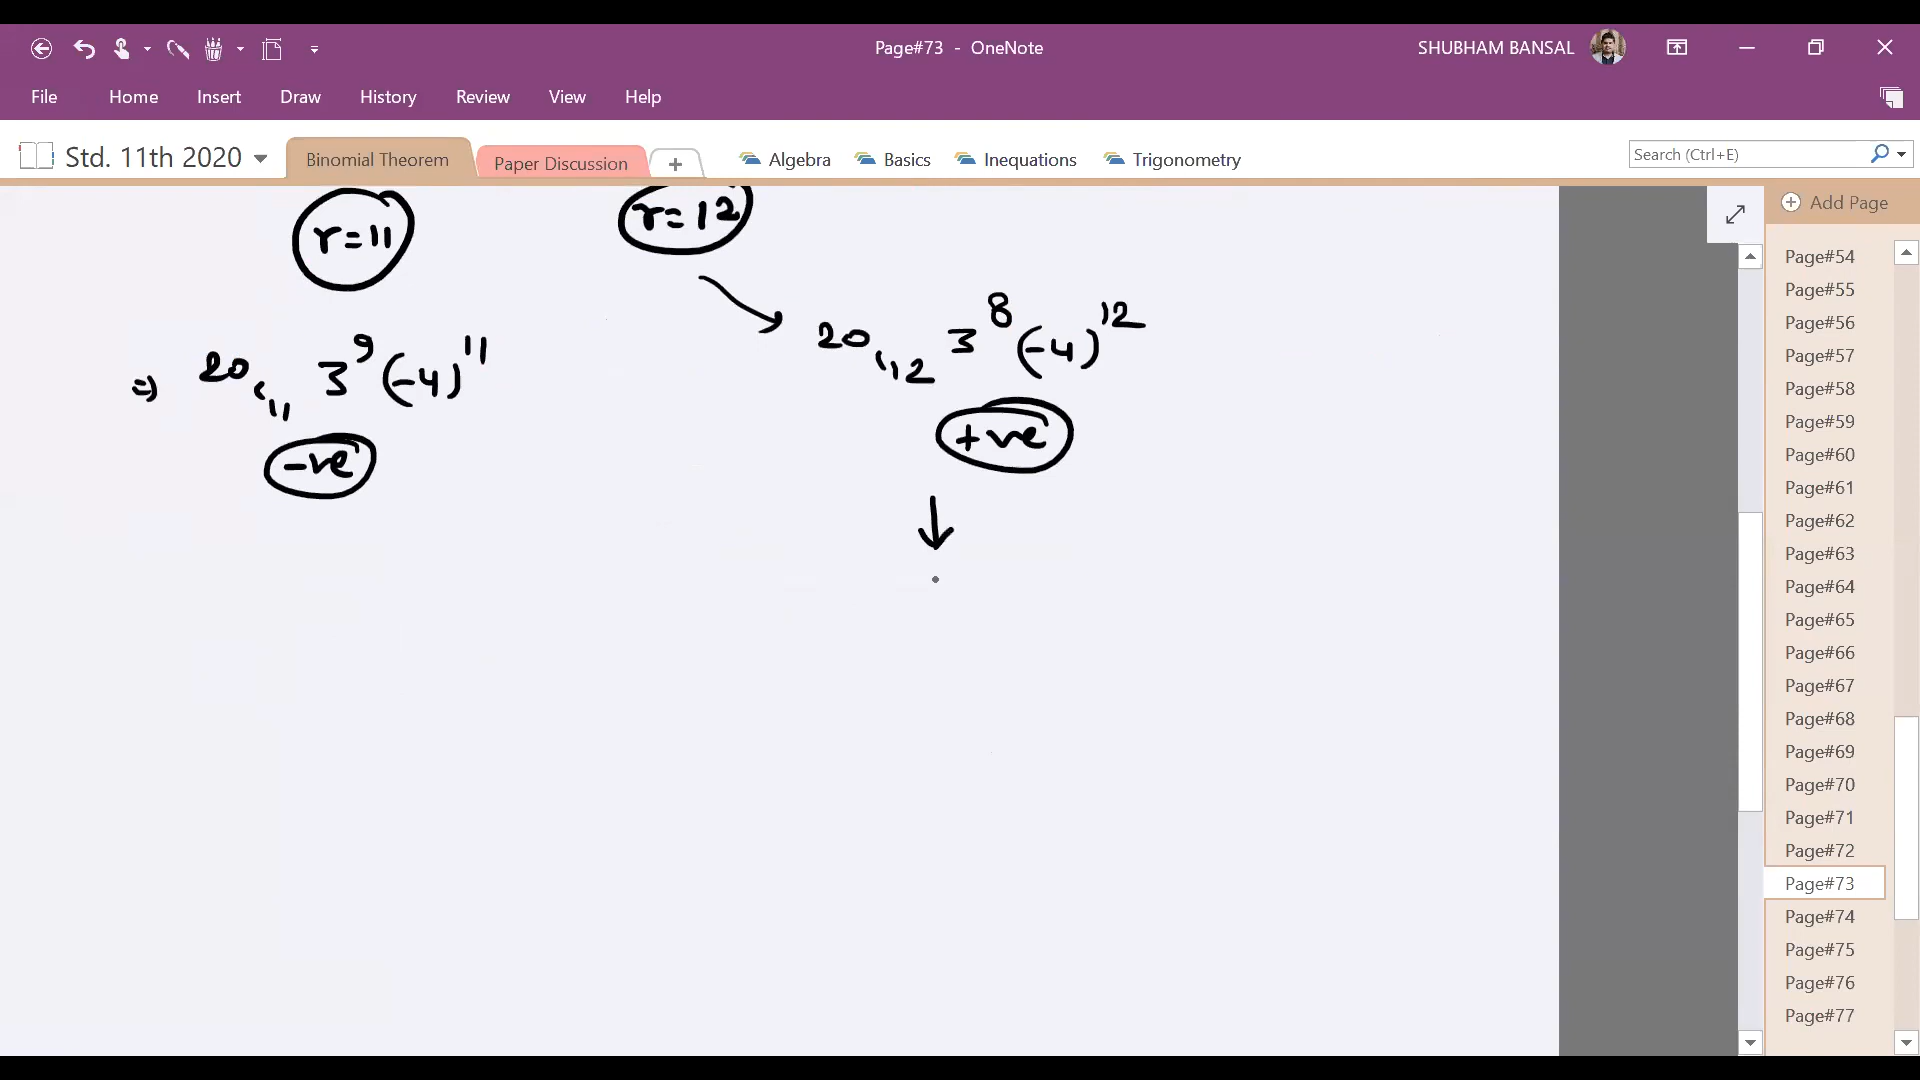 Page#73 - OneNote
SHUBHAM BANSAL
File Home Insert Draw History Review View Help
Std. 11th 2020
Binomial Theorem
Paper Discussion
+
Algebra
Basics
Inequations
Trigonometry
Search (Ctrl+E)
Add Page
r=11
r=12
⇒ ²⁰C₁₁ 3⁹(-4)¹¹
-ve
²⁰C₁₂ 3⁸(-4)¹²
+ve
Page#54
Page#55
Page#56
Page#57
Page#58
Page#59
Page#60
Page#61
Page#62
Page#63
Page#64
Page#65
Page#66
Page#67
Page#68
Page#69
Page#70
Page#71
Page#72
Page#73
Page#74
Page#75
Page#76
Page#77